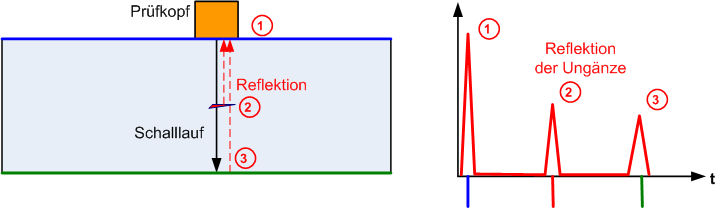 Prüfkopf
1
Reflektion
2
Schalllauf
3
1
Reflektion
der Ungänze
2
3
t